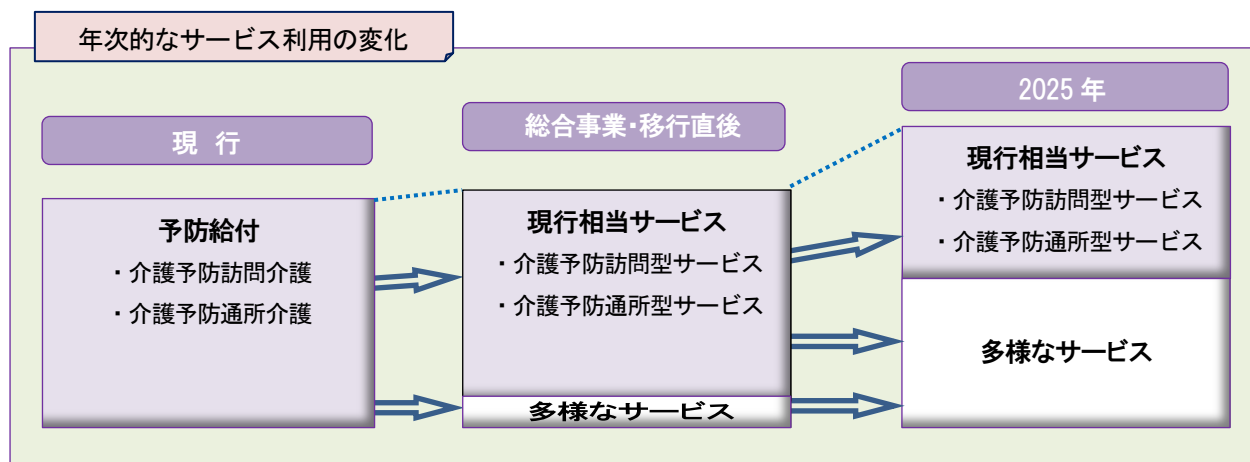 年次的なサービス利用の変化
現 行
総合事業・移行直後
2025 年
予防給付
・介護予防訪問介護
・介護予防通所介護
現行相当サービス
・介護予防訪問型サービス
・介護予防通所型サービス
多様なサービス
現行相当サービス
・介護予防訪問型サービス
・介護予防通所型サービス
多様なサービス